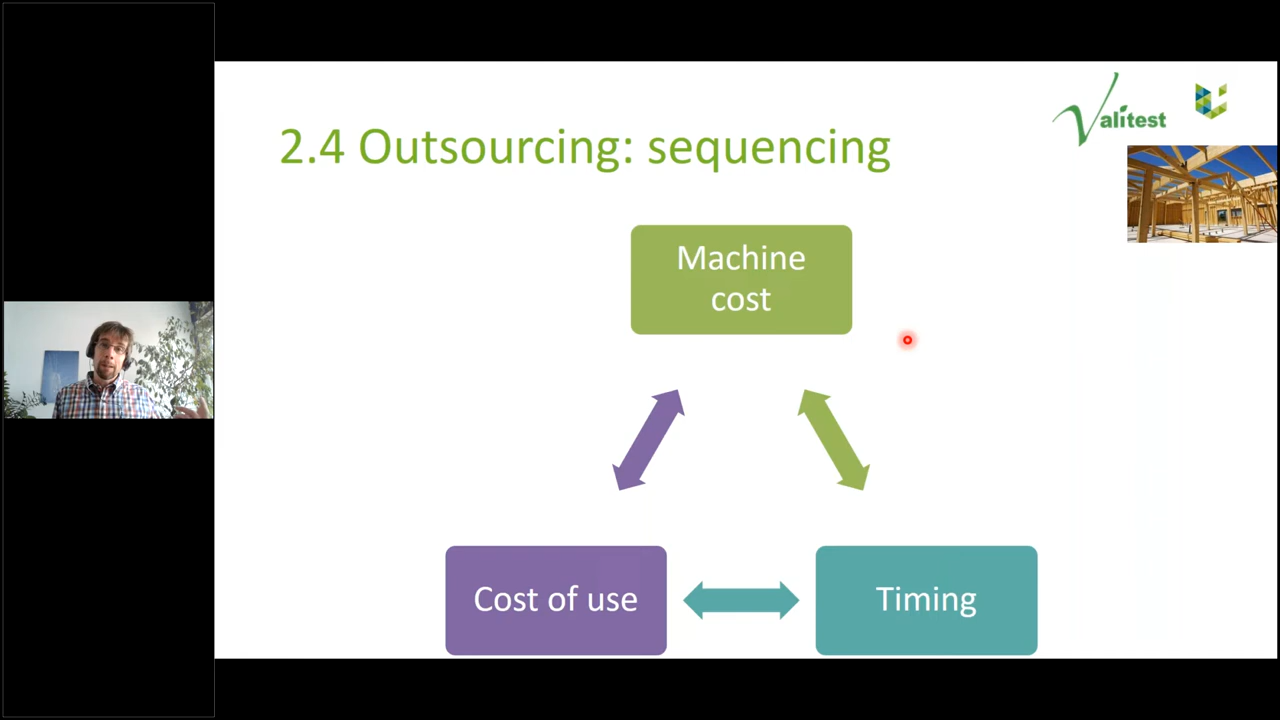 Valitest
2.4 Outsourcing: sequencing
Machine
cost
Cost of use
Timing